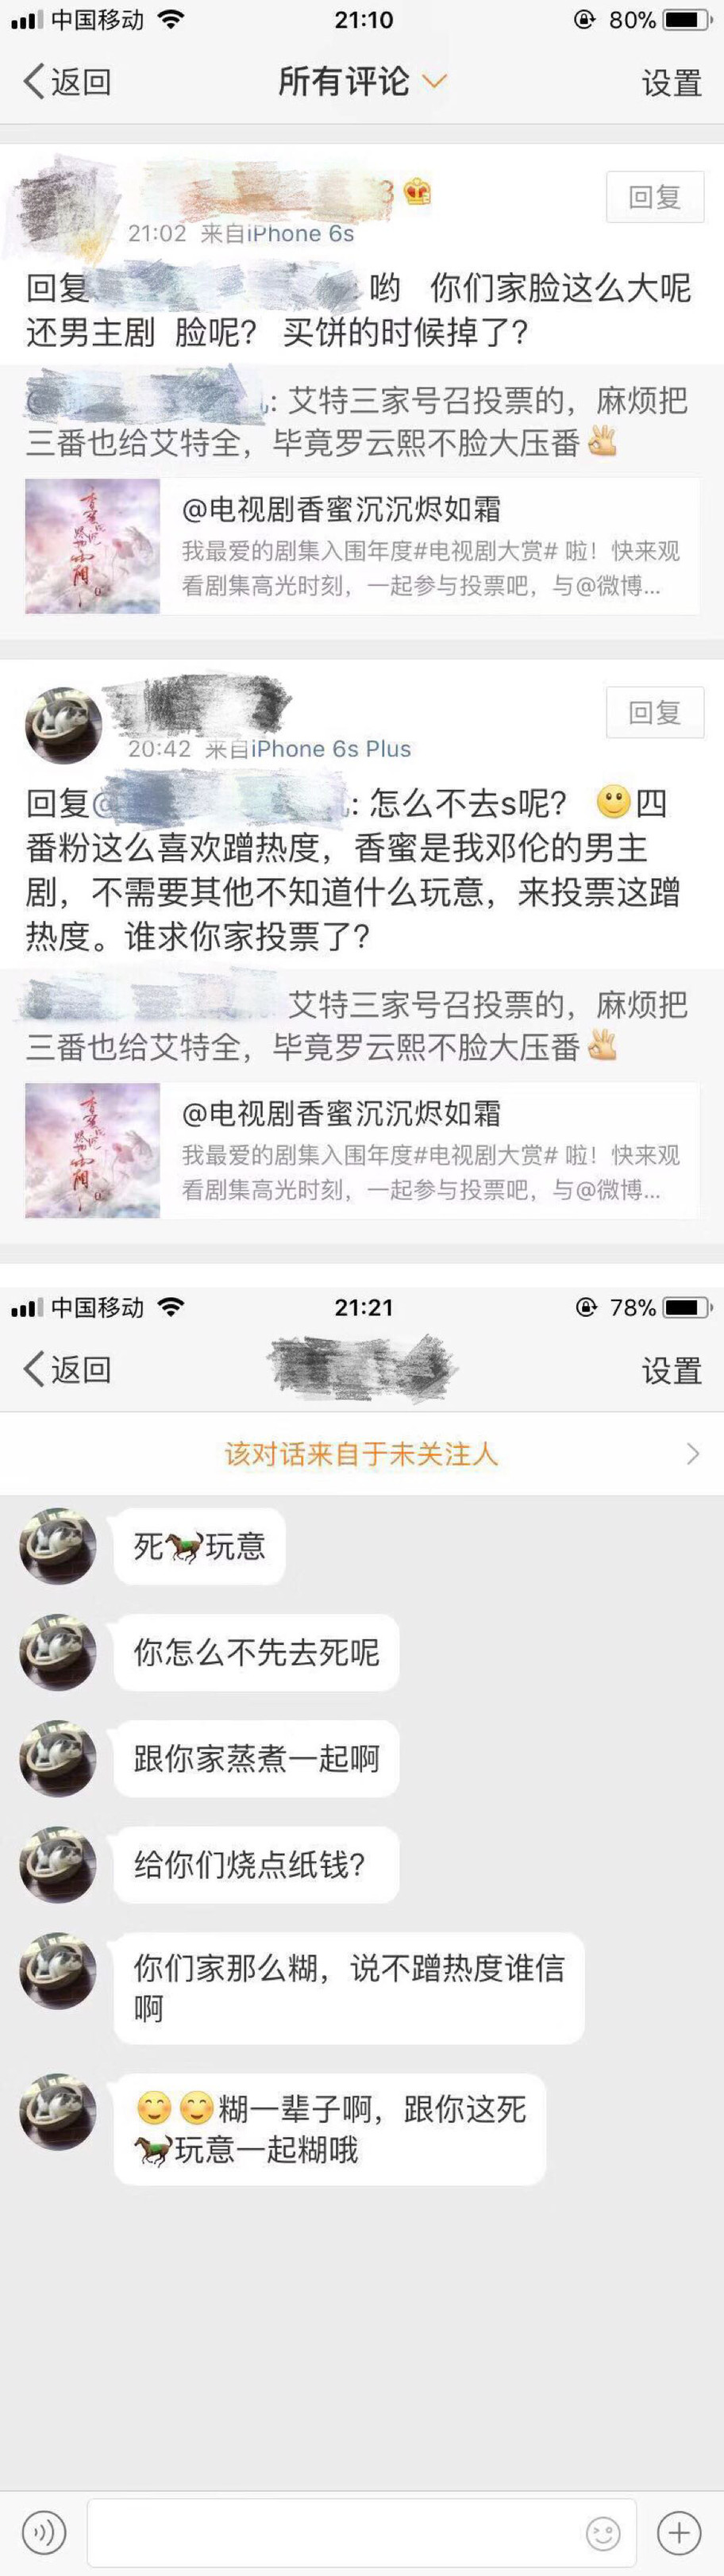 中国移动 21:10 80%
返回 所有评论 设置
3
回复
21:02 来自iPhone 6s
回复 哟 你们家脸这么大呢
还男主剧 脸呢? 买饼的时候掉了?
: 艾特三家号召投票的，麻烦把
三番也给艾特全，毕竟罗云熙不脸大压番👌
香蜜沉沉烬如霜
@电视剧香蜜沉沉烬如霜
我最爱的剧集入围年度#电视剧大赏# 啦！快来观
看剧集高光时刻，一起参与投票吧，与@微博...
回复
20:42 来自iPhone 6s Plus
回复@ : 怎么不去s呢? 🙂四
番粉这么喜欢蹭热度，香蜜是我邓伦的男主
剧，不需要其他不知道什么玩意，来投票这蹭
热度。谁求你家投票了?
艾特三家号召投票的，麻烦把
三番也给艾特全，毕竟罗云熙不脸大压番👌
香蜜沉沉烬如霜
@电视剧香蜜沉沉烬如霜
我最爱的剧集入围年度#电视剧大赏# 啦！快来观
看剧集高光时刻，一起参与投票吧，与@微博...
中国移动 21:21 78%
返回 设置
该对话来自于未关注人
死🐎玩意
你怎么不先去死呢
跟你家蒸煮一起啊
给你们烧点纸钱?
你们家那么糊，说不蹭热度谁信
啊
😊😊糊一辈子啊，跟你这死
🐎玩意一起糊哦